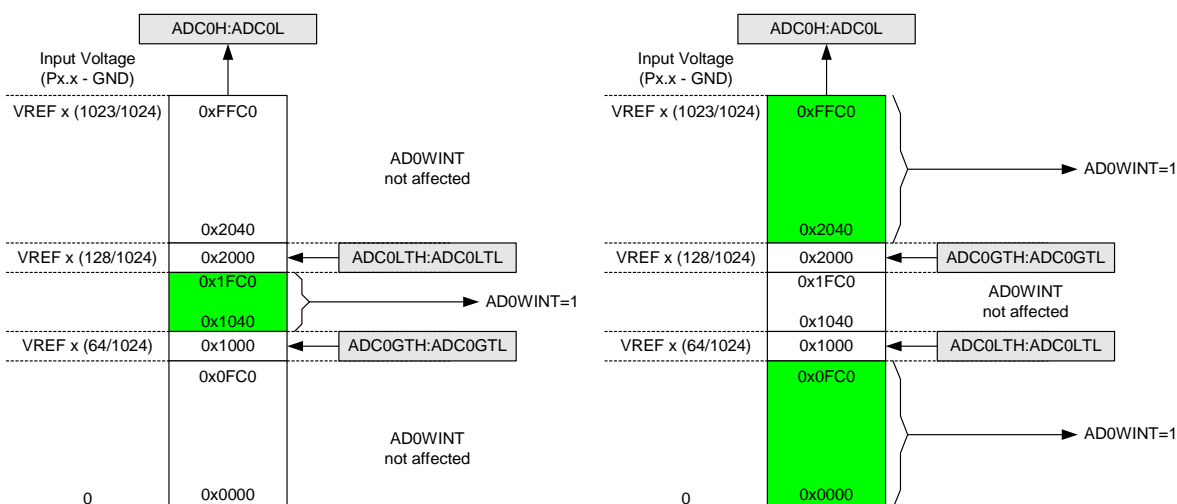 ADC0H:ADC0L
Input Voltage
(Px.x - GND)
VREF x (1023/1024)
0xFFC0
AD0WINT
not affected
0x2040
VREF x (128/1024)
0x2000
ADC0LTH:ADC0LTL
0x1FC0
AD0WINT=1
0x1040
VREF x (64/1024)
0x1000
ADC0GTH:ADC0GTL
0x0FC0
AD0WINT
not affected
0
0x0000
ADC0H:ADC0L
Input Voltage
(Px.x - GND)
VREF x (1023/1024)
0xFFC0
AD0WINT=1
0x2040
VREF x (128/1024)
0x2000
ADC0GTH:ADC0GTL
0x1FC0
AD0WINT
not affected
0x1040
VREF x (64/1024)
0x1000
ADC0LTH:ADC0LTL
0x0FC0
AD0WINT=1
0
0x0000